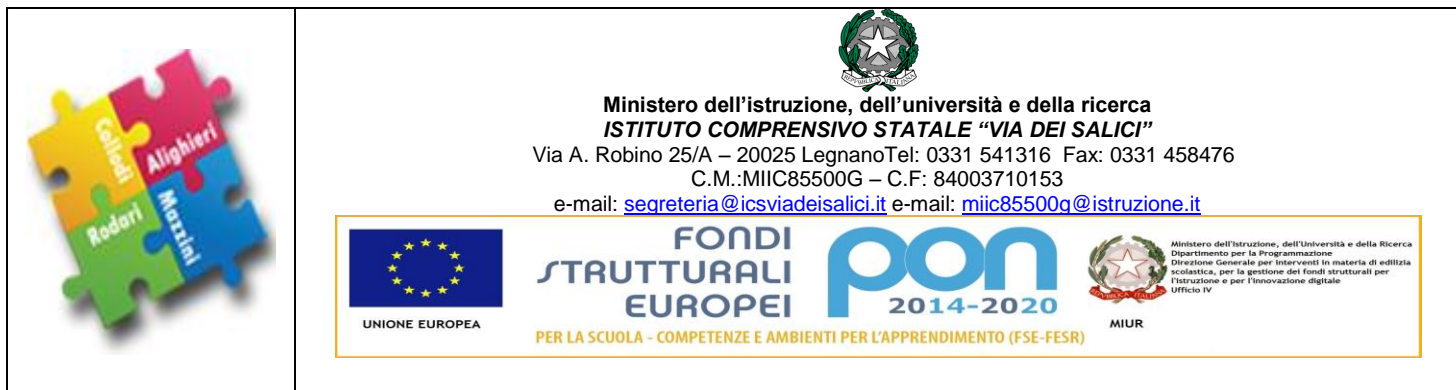 Collodi
Alighieri
Rodari
Mazzini
REPVBBLICA ITALIANA
Ministero dell'istruzione, dell'università e della ricerca
ISTITUTO COMPRENSIVO STATALE "VIA DEI SALICI"
Via A. Robino 25/A – 20025 LegnanoTel: 0331 541316 Fax: 0331 458476
C.M.:MIIC85500G – C.F: 84003710153
e-mail: segreteria@icsviadeisalici.it e-mail: miic85500g@istruzione.it
UNIONE EUROPEA
FONDI
STRUTTURALI
EUROPEI
pon
2014-2020
MIUR
Ministero dell'Istruzione, dell'Università e della Ricerca
Dipartimento per la Programmazione
Direzione Generale per interventi in materia di edilizia
scolastica, per la gestione dei fondi strutturali per
l'istruzione e per l'innovazione digitale
Ufficio IV
PER LA SCUOLA - COMPETENZE E AMBIENTI PER L'APPRENDIMENTO (FSE-FESR)